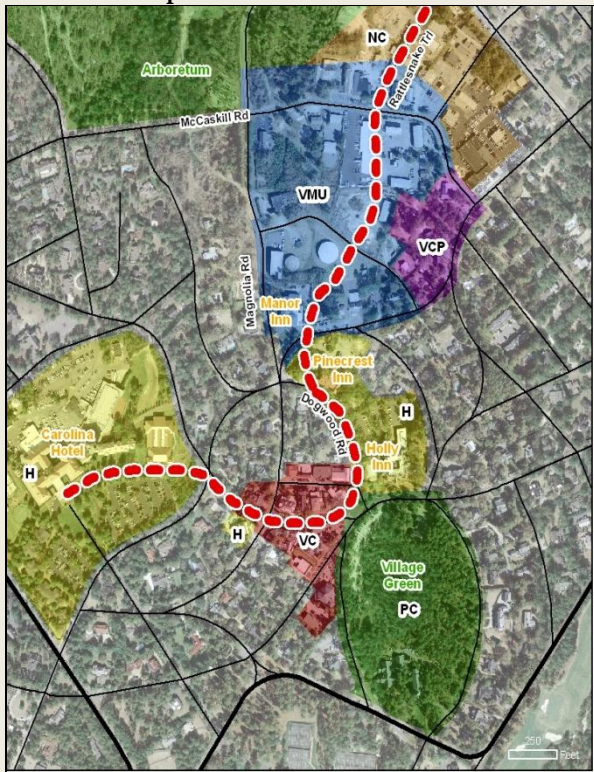 NC
Rattlesnake Trl
Arboretum
McCaskill Rd
VMU
VCP
Magnolia Rd
Manor
Inn
Pinecrest
Inn
Dogwood Rd
H
Carolina
Hotel
H
Holly
Inn
H
VC
Village
Green
PC
250
Feet